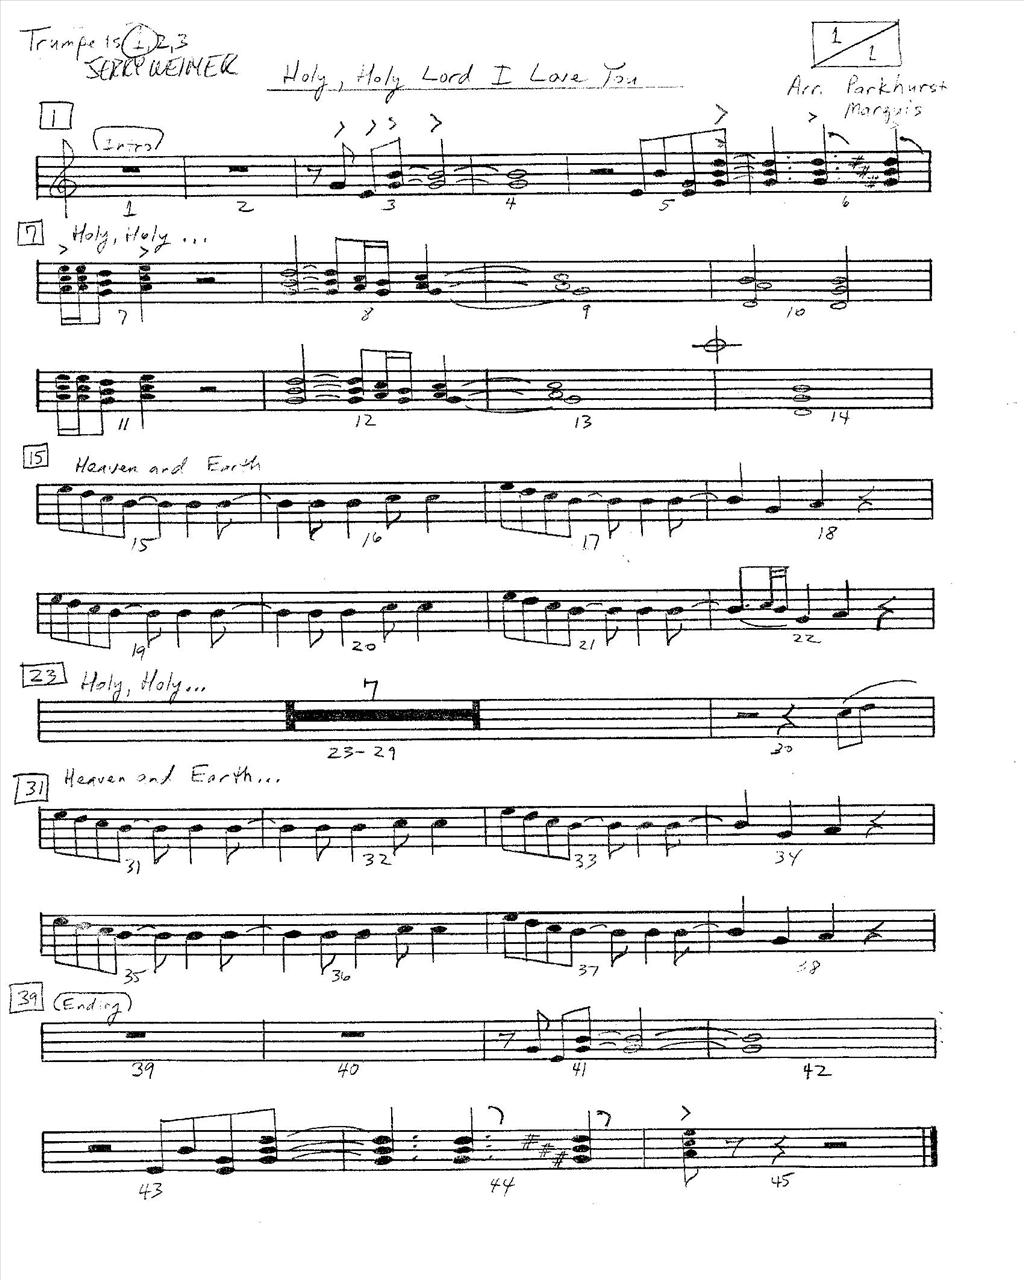 Trumpets 1, 2, 3
JERRY WEIMER
Holy, Holy Lord I Love You
1/1
Arr. Parkhurst
Marquis
1
Intro
1 2 3 4 5 6
7 Holy, Holy ...
7 8 9 10
11 12 13 14
15 Heaven and Earth
15 16 17 18
19 20 21 22
23 Holy, Holy...
7
23-29 30
31 Heaven and Earth...
31 32 33 34
35 36 37 38
39 (Ending)
39 40 41 42
43 44 45